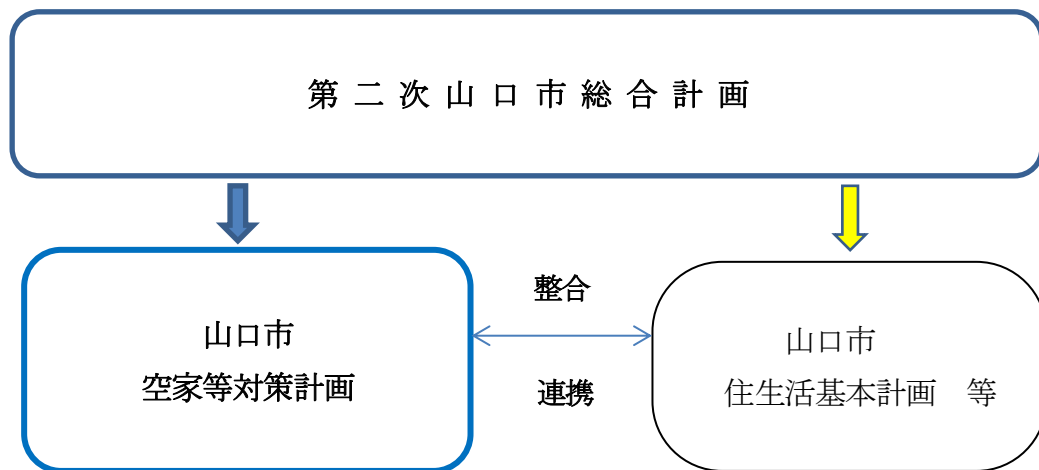 第二次山口市総合計画
山口市
空家等対策計画
整合
連携
山口市
住生活基本計画　等